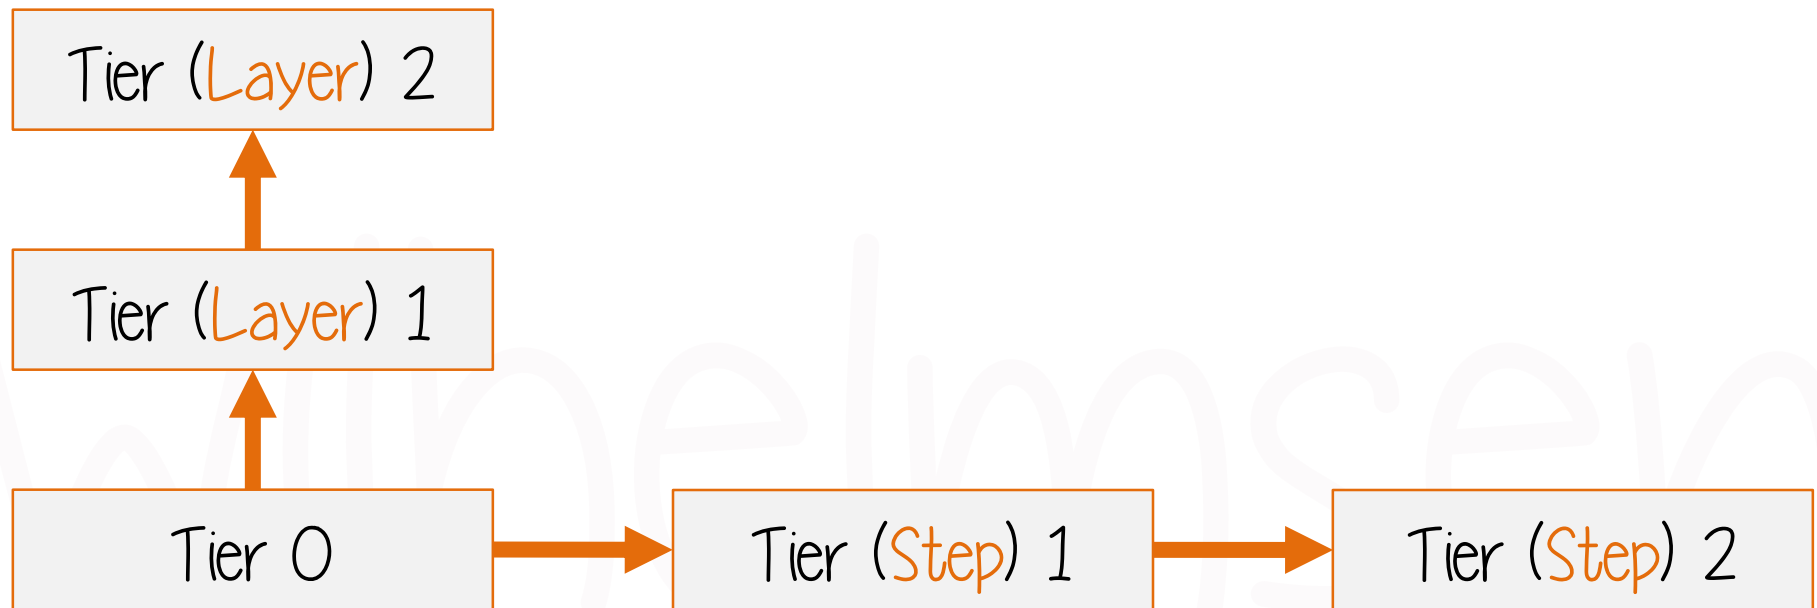 Tier (Layer) 2
Tier (Layer) 1
Tier 0
Tier (Step) 1
Tier (Step) 2